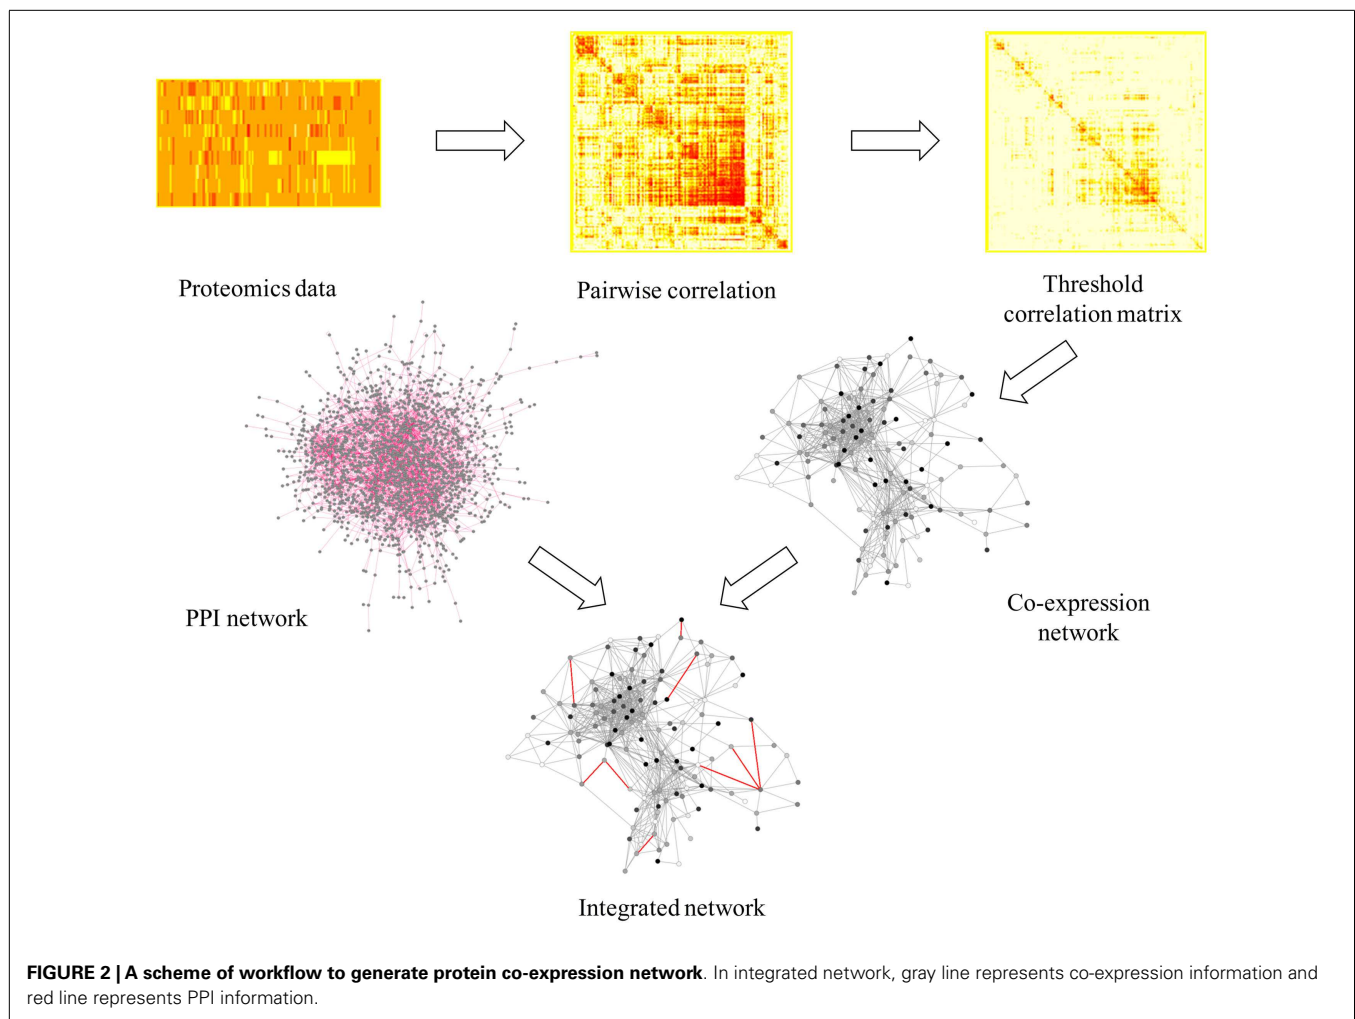 Proteomics data
Pairwise correlation
Threshold
correlation matrix
PPI network
Co-expression
network
Integrated network
FIGURE 2 | A scheme of workflow to generate protein co-expression network. In integrated network, gray line represents co-expression information and
red line represents PPI information.